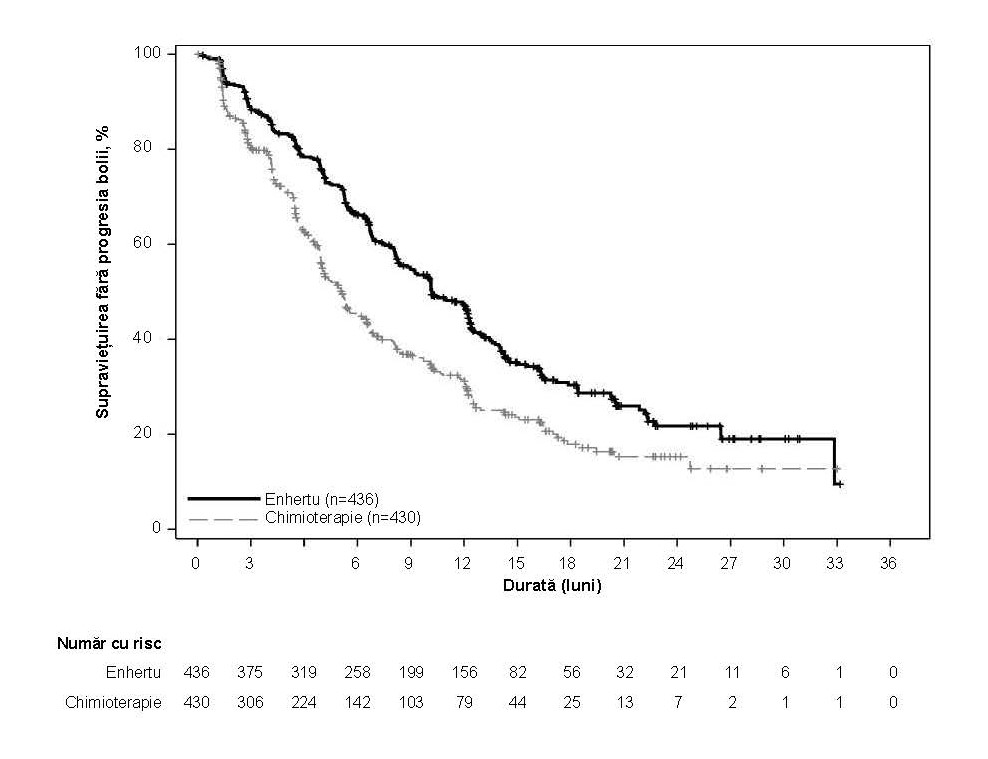 100
80
60
40
20
0
Supraviețuirea fără progresia bolii, %
Enhertu (n=436)
Chimioterapie (n=430)
0 3 6 9 12 15 18 21 24 27 30 33 36
Durată (luni)
Număr cu risc
Enhertu 436 375 319 258 199 156 82 56 32 21 11 6 1 0
Chimioterapie 430 306 224 142 103 79 44 25 13 7 2 1 1 0